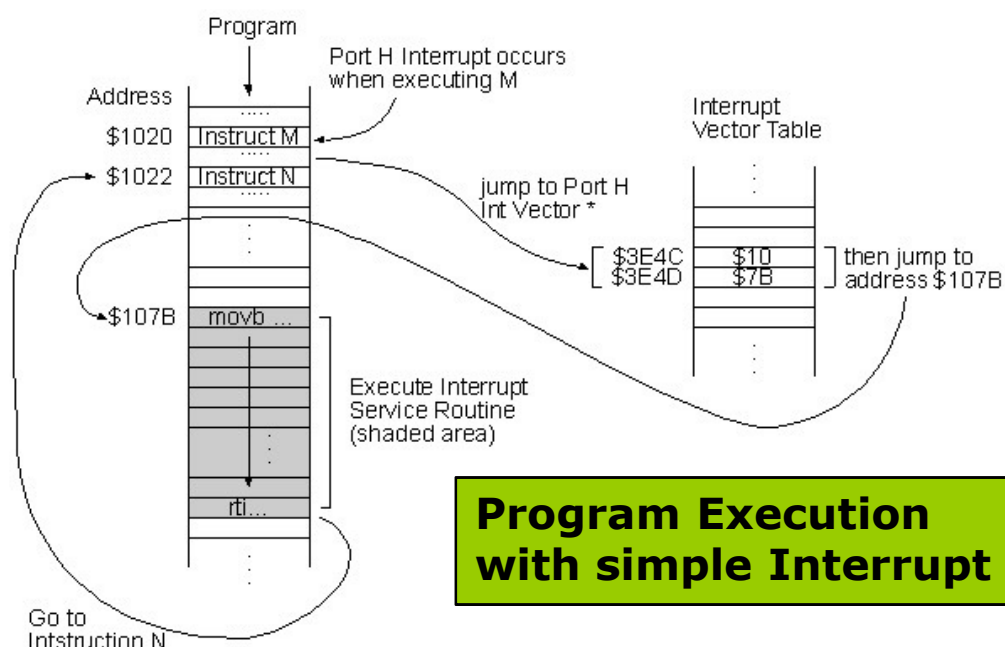 Program
Port H Interrupt occurs
when executing M
Address
.....
$1020 Instruct M
.....
$1022 Instruct N
.....
Interrupt
Vector Table
jump to Port H
Int Vector *
$3E4C $10
$3E4D $7B
then jump to
address $107B
$107B movb ...
Execute Interrupt
Service Routine
(shaded area)
rti...
Go to
Intstruction N
Program Execution
with simple Interrupt